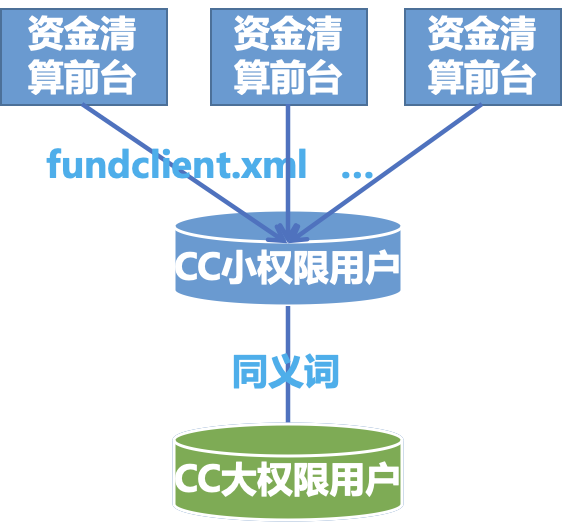 资金清
算前台
资金清
算前台
资金清
算前台
fundclient.xml ...
CC小权限用户
同义词
CC大权限用户